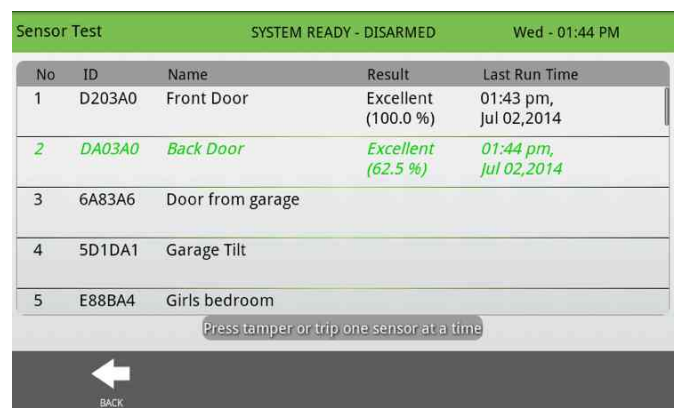 Sensor Test SYSTEM READY - DISARMED Wed - 01:44 PM
No ID Name Result Last Run Time
1 D203A0 Front Door Excellent 01:43 pm,
(100.0 %) Jul 02,2014
2 DA03A0 Back Door Excellent 01:44 pm,
(62.5 %) Jul 02,2014
3 6A83A6 Door from garage
4 5D1DA1 Garage Tilt
5 E88BA4 Girls bedroom
Press tamper or trip one sensor at a time
BACK